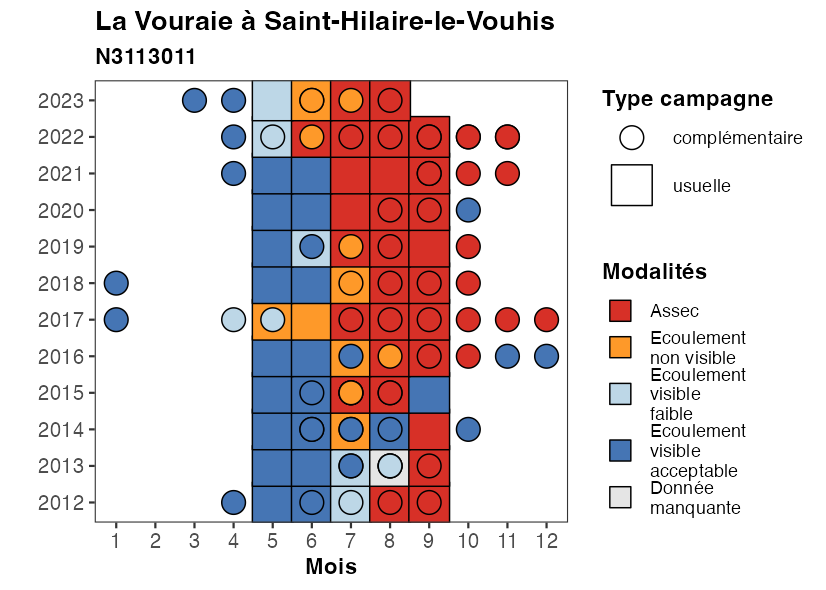 La Vouraie à Saint-Hilaire-le-Vouhis
N3113011
2023
2022
2021
2020
2019
2018
2017
2016
2015
2014
2013
2012
1 2 3 4 5 6 7 8 9 10 11 12
Mois
Type campagne
complémentaire
usuelle
Modalités
Assec
Ecoulement
non visible
Ecoulement
visible
faible
Ecoulement
visible
acceptable
Donnée
manquante